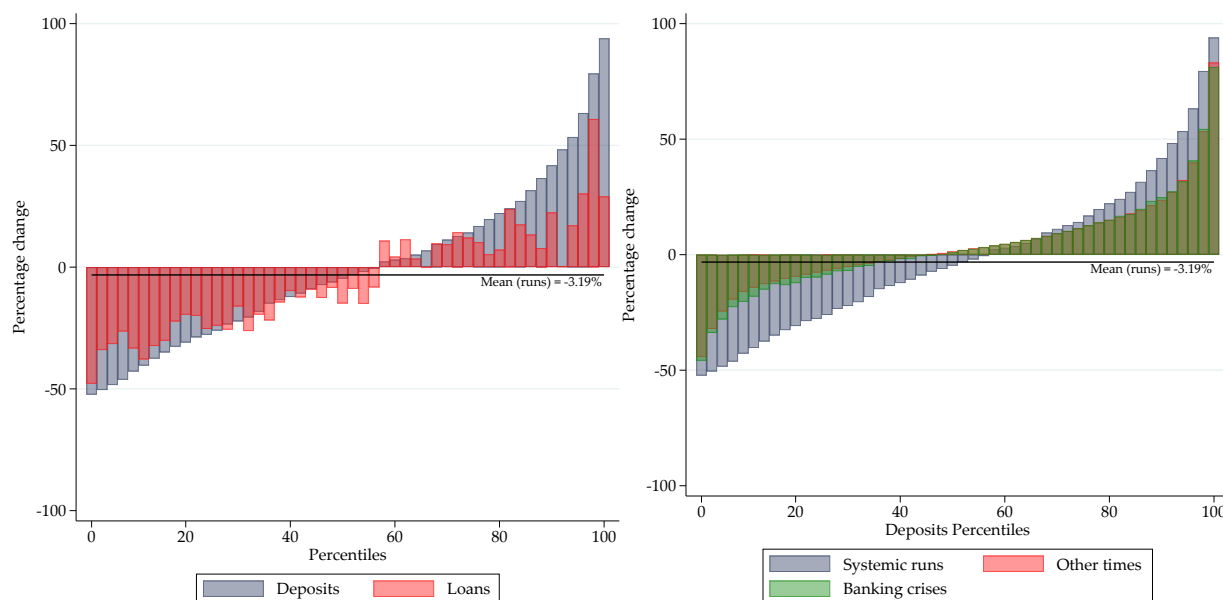 100
50
0
-50
-100
Percentage change
Mean (runs) = -3.19%
0 20 40 60 80 100
Percentiles
Deposits Loans
100
50
0
-50
-100
Percentage change
Mean (runs) = -3.19%
0 20 40 60 80 100
Deposits Percentiles
Systemic runs Other times
Banking crises